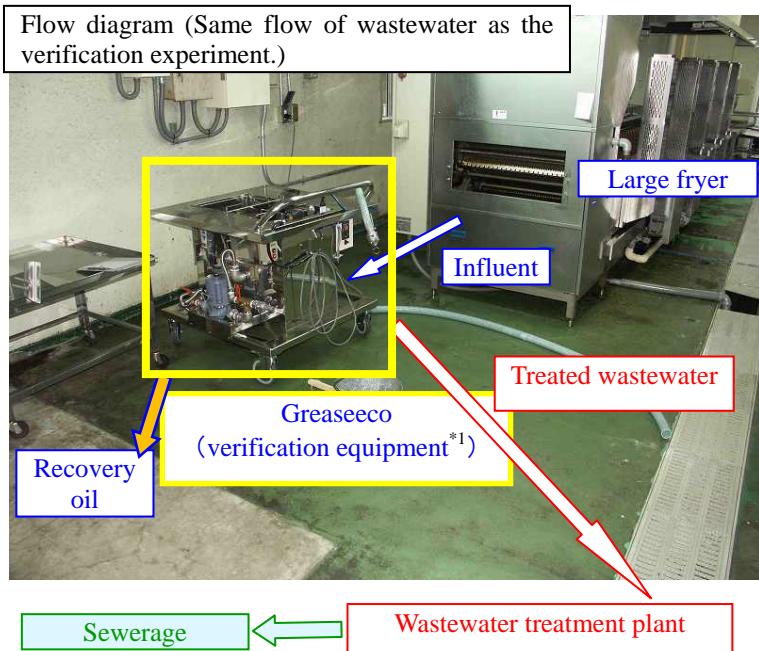 Flow diagram (Same flow of wastewater as the
verification experiment.)
Large fryer
Influent
Treated wastewater
Greaseeco
（verification equipment*1）
Recovery
oil
Wastewater treatment plant
Sewerage